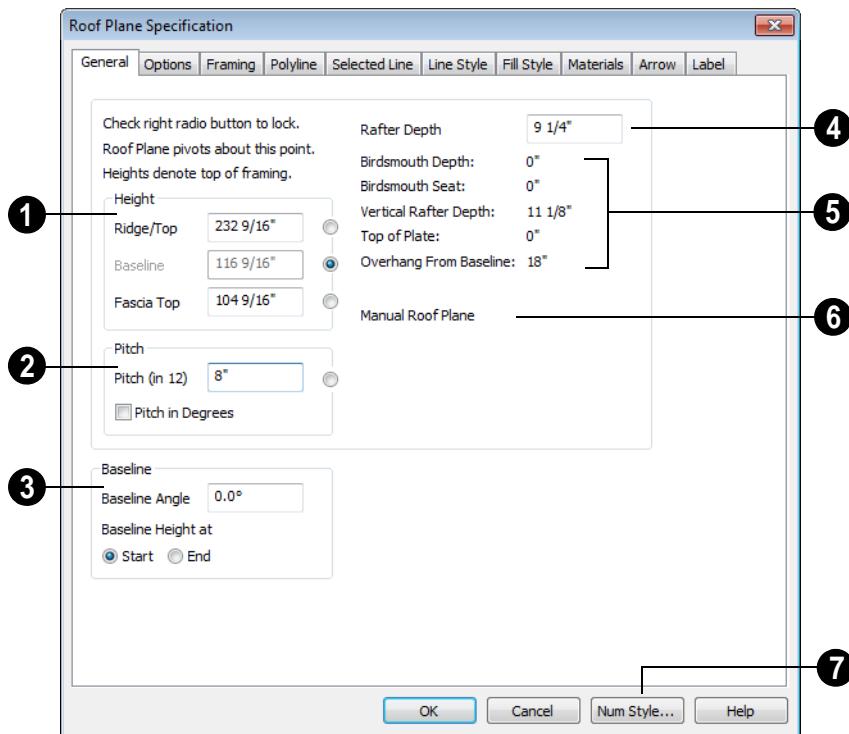 Roof Plane Specification
General Options Framing Polyline Selected Line Line Style Fill Style Materials Arrow Label
Check right radio button to lock.
Roof Plane pivots about this point.
Heights denote top of framing.
Height
Ridge/Top 232 9/16"
Baseline 116 9/16"
Fascia Top 104 9/16"
Pitch
Pitch (in 12) 8"
Pitch in Degrees
Baseline
Baseline Angle 0.0°
Baseline Height at
Start End
Rafter Depth 9 1/4"
Birdsmouth Depth: 0"
Birdsmouth Seat: 0"
Vertical Rafter Depth: 11 1/8"
Top of Plate: 0"
Overhang From Baseline: 18"
Manual Roof Plane
OK Cancel Num Style... Help
1
2
3
4
5
6
7